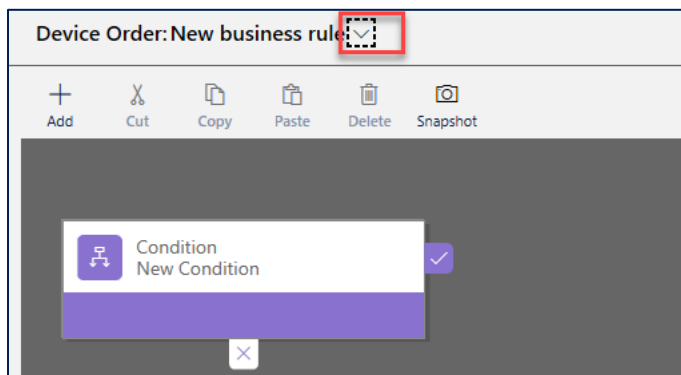 Device Order: New business rule
Add Cut Copy Paste Delete Snapshot
Condition
New Condition